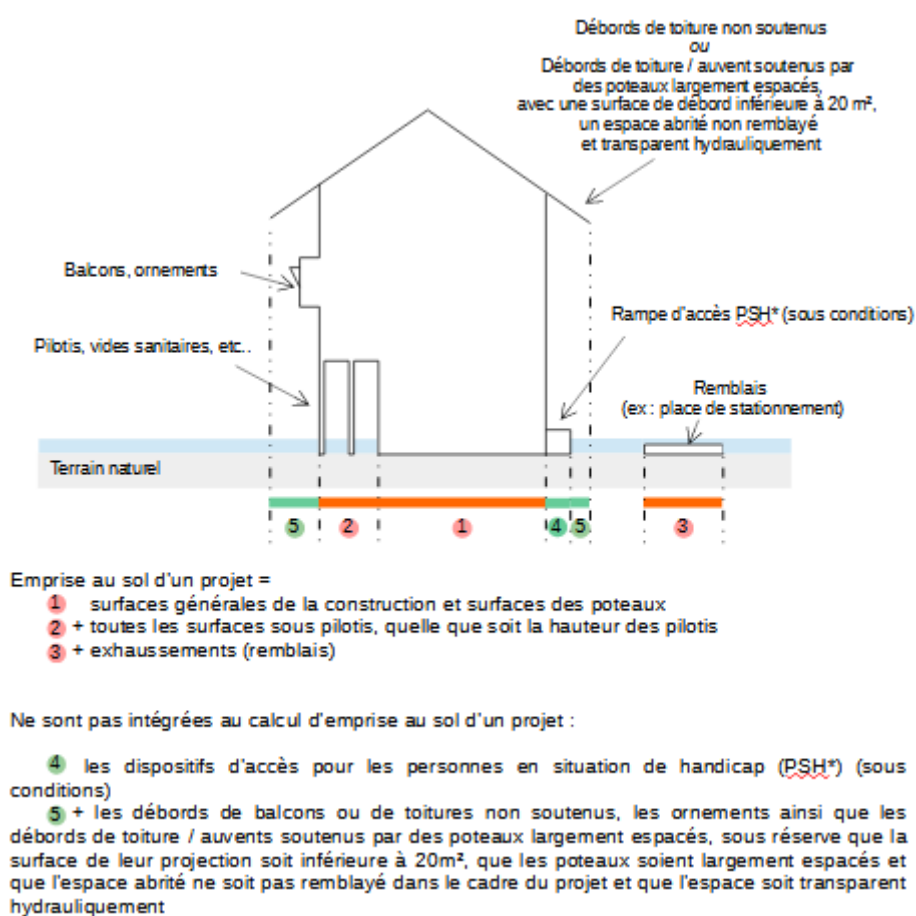 Débords de toiture non soutenus
ou
Débords de toiture / auvent soutenus par
des poteaux largement espacés,
avec une surface de débord inférieure à 20 m²,
un espace abrité non remblayé
et transparent hydrauliquement
Balcons, ornements
Rampe d'accès PSH* (sous conditions)
Pilotis, vides sanitaires, etc..
Remblais
(ex : place de stationnement)
Terrain naturel
5 2 1 4 5 3
Emprise au sol d'un projet =
1 surfaces générales de la construction et surfaces des poteaux
2 + toutes les surfaces sous pilotis, quelle que soit la hauteur des pilotis
3 + exhaussements (remblais)
Ne sont pas intégrées au calcul d'emprise au sol d'un projet :
4 les dispositifs d'accès pour les personnes en situation de handicap (PSH*) (sous
conditions)
5 + les débords de balcons ou de toitures non soutenus, les ornements ainsi que les
débords de toiture / auvents soutenus par des poteaux largement espacés, sous réserve que la
surface de leur projection soit inférieure à 20m², que les poteaux soient largement espacés et
que l'espace abrité ne soit pas remblayé dans le cadre du projet et que l'espace soit transparent
hydrauliquement